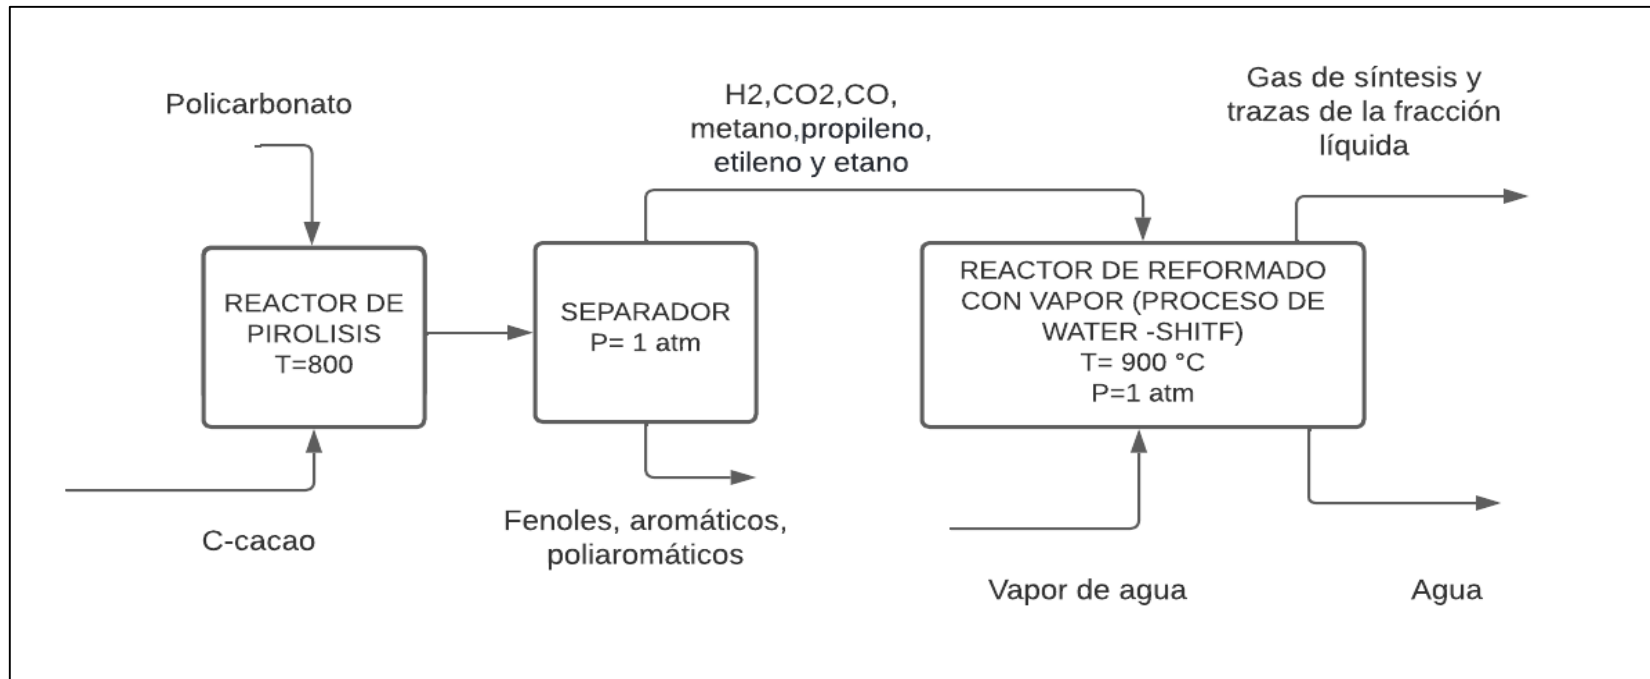 Policarbonato
H2,CO2,CO,
metano,propileno,
etileno y etano
Gas de síntesis y
trazas de la fracción
líquida
REACTOR DE
PIROLISIS
T=800
SEPARADOR
P= 1 atm
REACTOR DE REFORMADO
CON VAPOR (PROCESO DE
WATER -SHITF)
T= 900 °C
P=1 atm
C-cacao
Fenoles, aromáticos,
poliaromáticos
Vapor de agua
Agua